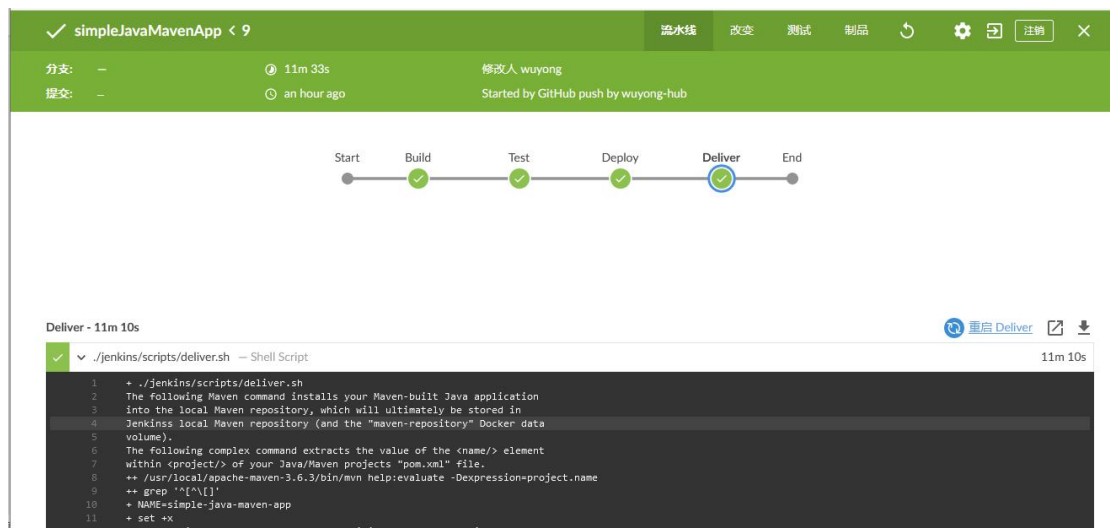 simpleJavaMavenApp < 9 流水线 改变 测试 制品 注销
分支: — 11m 33s 修改人 wuyong
提交: — an hour ago Started by GitHub push by wuyong-hub
Start Build Test Deploy Deliver End
Deliver - 11m 10s 重启 Deliver
./jenkins/scripts/deliver.sh — Shell Script 11m 10s
1 + ./jenkins/scripts/deliver.sh
2 The following Maven command installs your Maven-built Java application
3 into the local Maven repository, which will ultimately be stored in
4 Jenkinss local Maven repository (and the "maven-repository" Docker data
5 volume).
6 The following complex command extracts the value of the <name/> element
7 within <project/> of your Java/Maven projects "pom.xml" file.
8 ++ /usr/local/apache-maven-3.6.3/bin/mvn help:evaluate -Dexpression=project.name
9 ++ grep '^[^\[]'
10 + NAME=simple-java-maven-app
11 + set +x